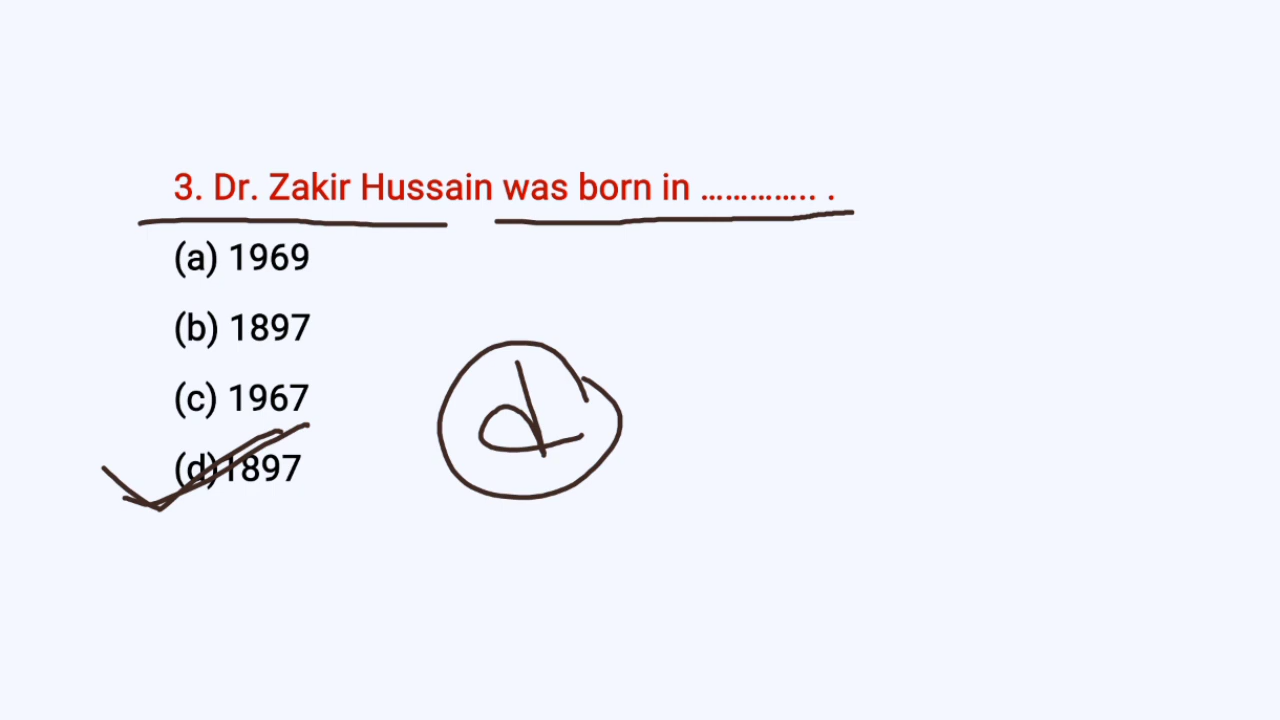 3. Dr. Zakir Hussain was born in ………….. .
(a) 1969
(b) 1897
(c) 1967
d
(d)1897